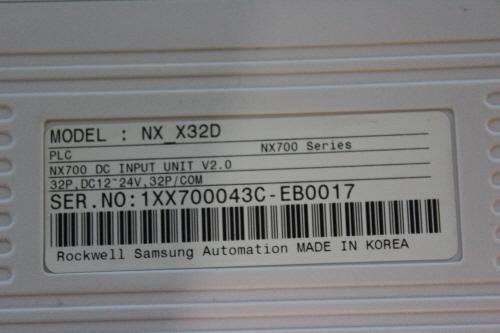 MODEL : NX_X32D
PLC NX700 Series
NX700 DC INPUT UNIT V2.0
32P,DC12~24V,32P/COM
SER.NO:1XX700043C-EB0017
Rockwell Samsung Automation MADE IN KOREA